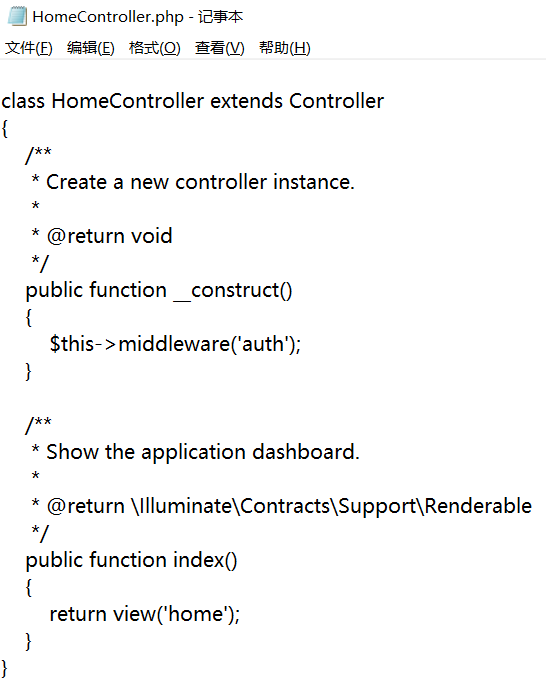 HomeController.php - 记事本
文件(F) 编辑(E) 格式(O) 查看(V) 帮助(H)
class HomeController extends Controller
{
    /**
     * Create a new controller instance.
     *
     * @return void
     */
    public function __construct()
    {
        $this->middleware('auth');
    }

    /**
     * Show the application dashboard.
     *
     * @return \Illuminate\Contracts\Support\Renderable
     */
    public function index()
    {
        return view('home');
    }
}